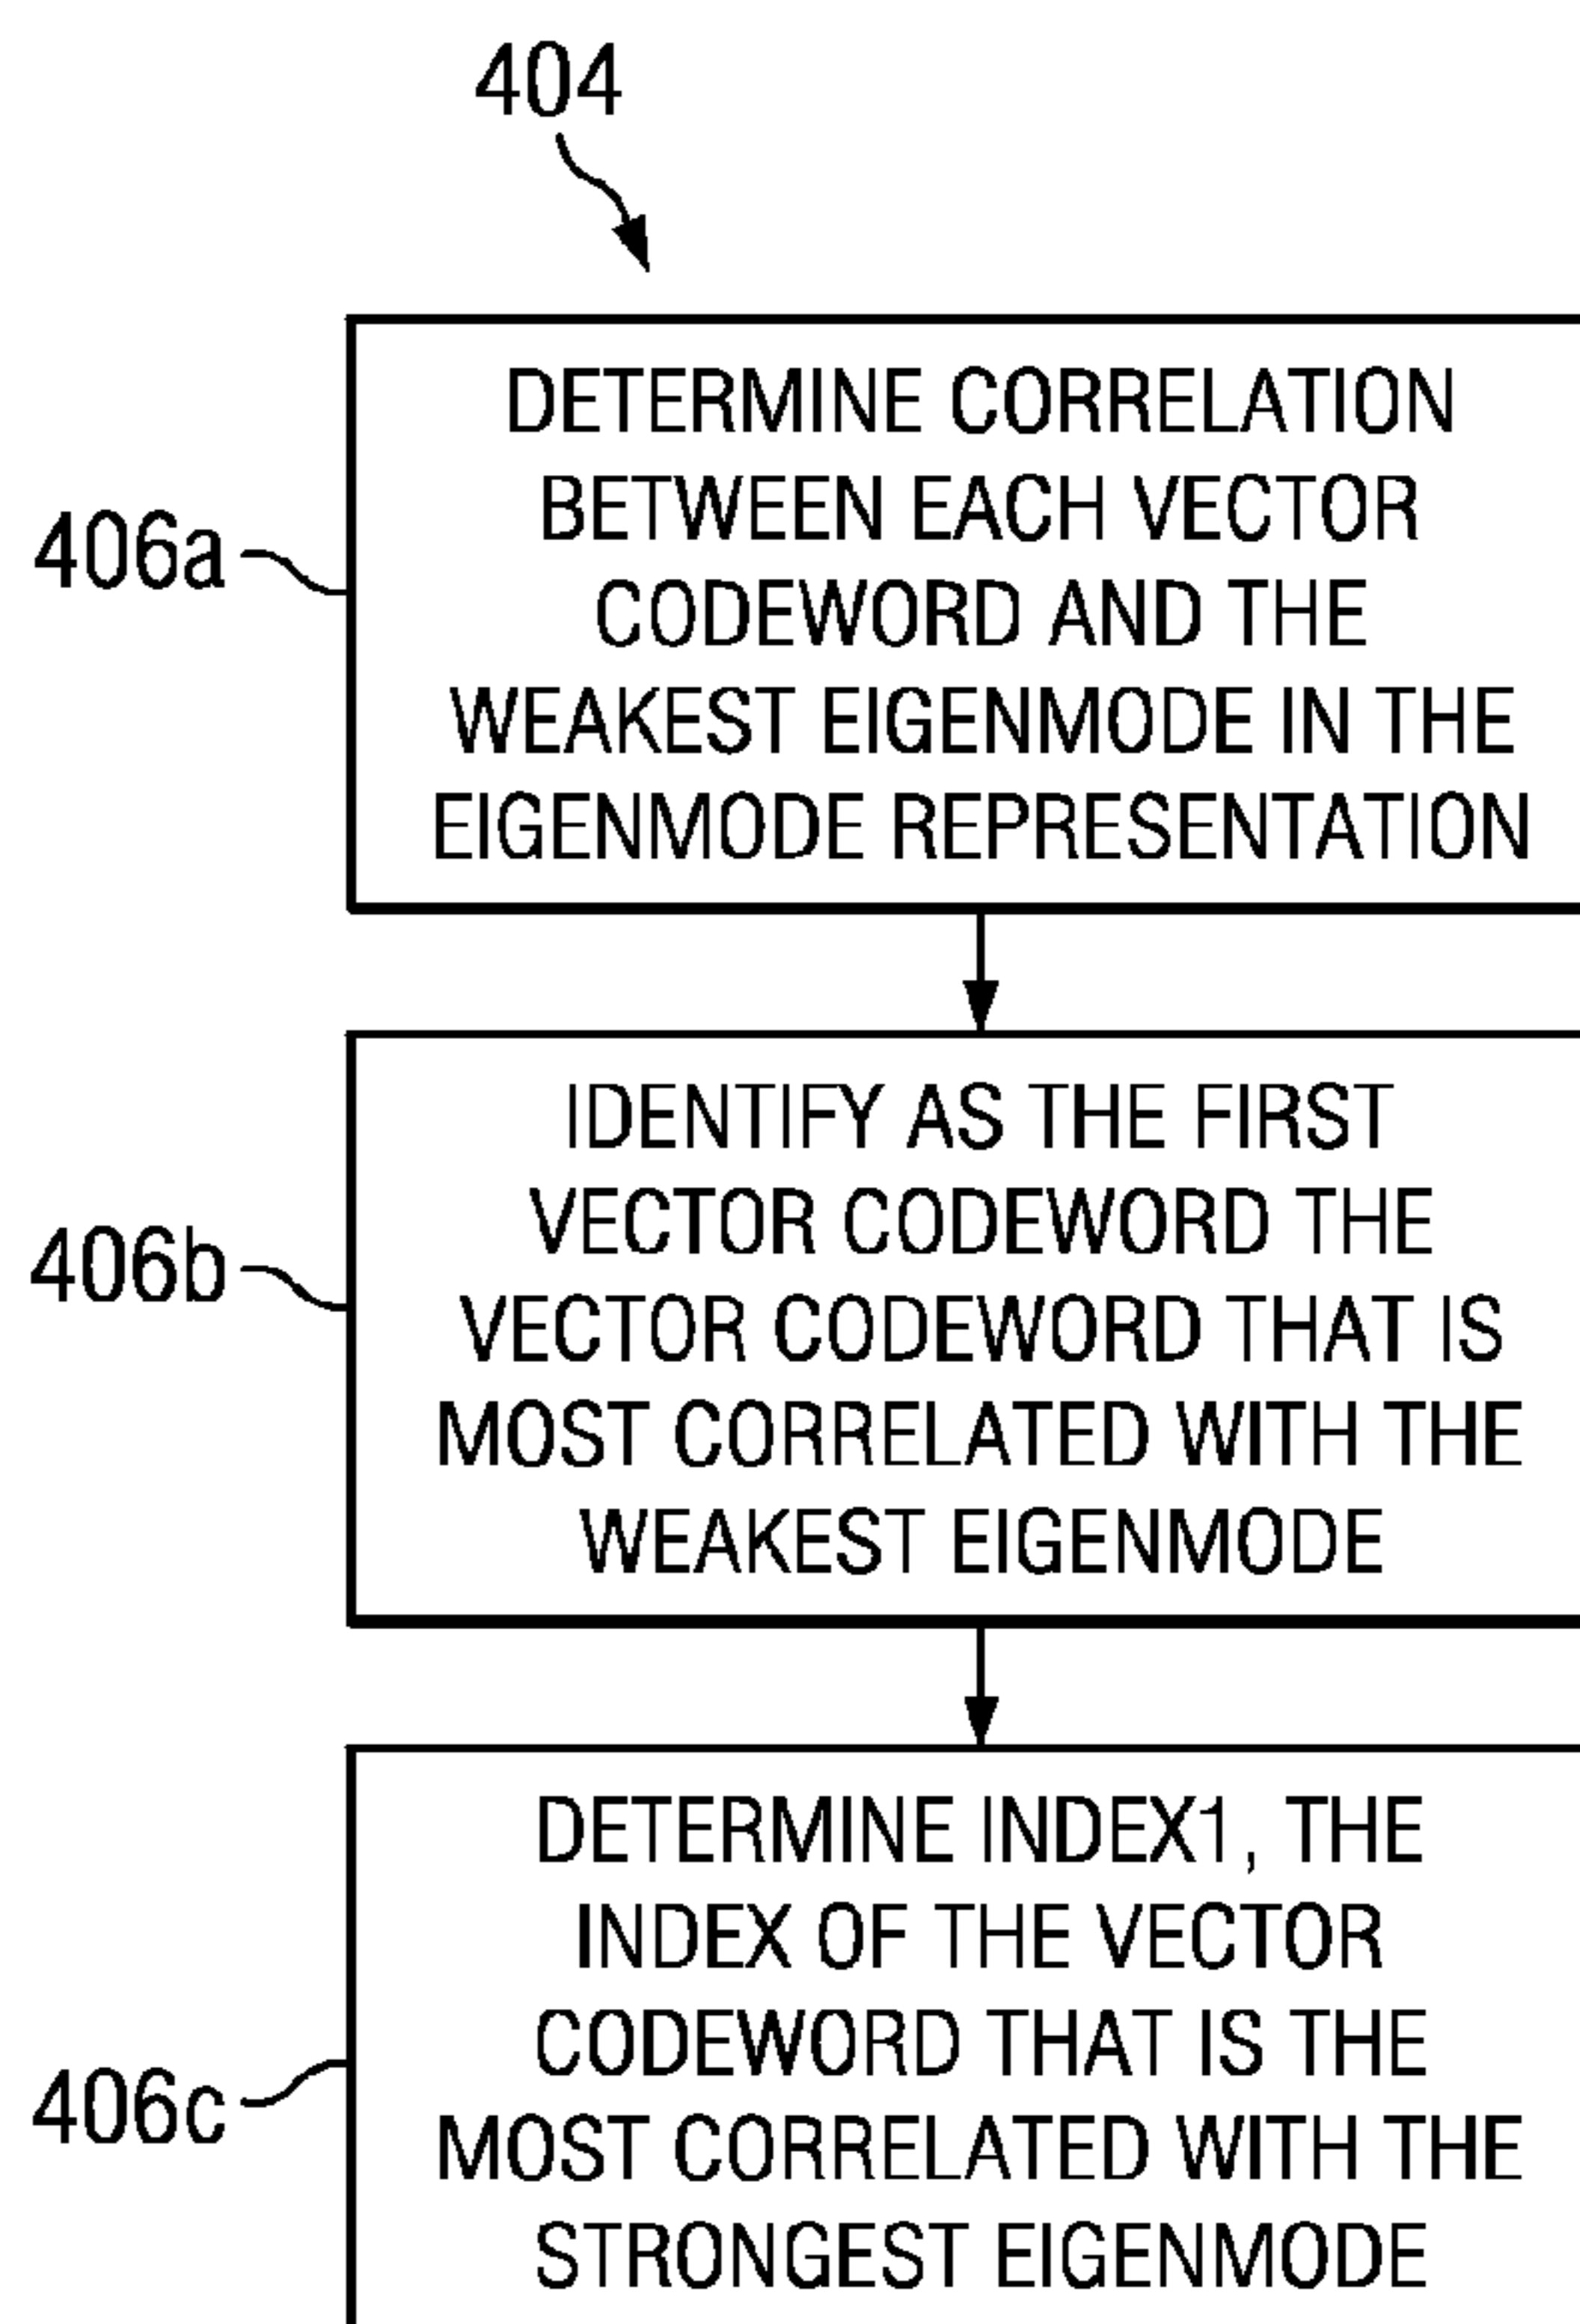 404
406a
DETERMINE CORRELATION
BETWEEN EACH VECTOR
CODEWORD AND THE
WEAKEST EIGENMODE IN THE
EIGENMODE REPRESENTATION
406b
IDENTIFY AS THE FIRST
VECTOR CODEWORD THE
VECTOR CODEWORD THAT IS
MOST CORRELATED WITH THE
WEAKEST EIGENMODE
406c
DETERMINE INDEX1, THE
INDEX OF THE VECTOR
CODEWORD THAT IS THE
MOST CORRELATED WITH THE
STRONGEST EIGENMODE